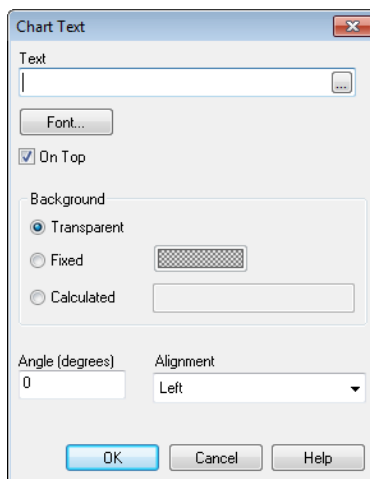 Chart Text
Text
...
Font...
On Top
Background
Transparent
Fixed
Calculated
Angle (degrees) Alignment
0 Left
OK Cancel Help